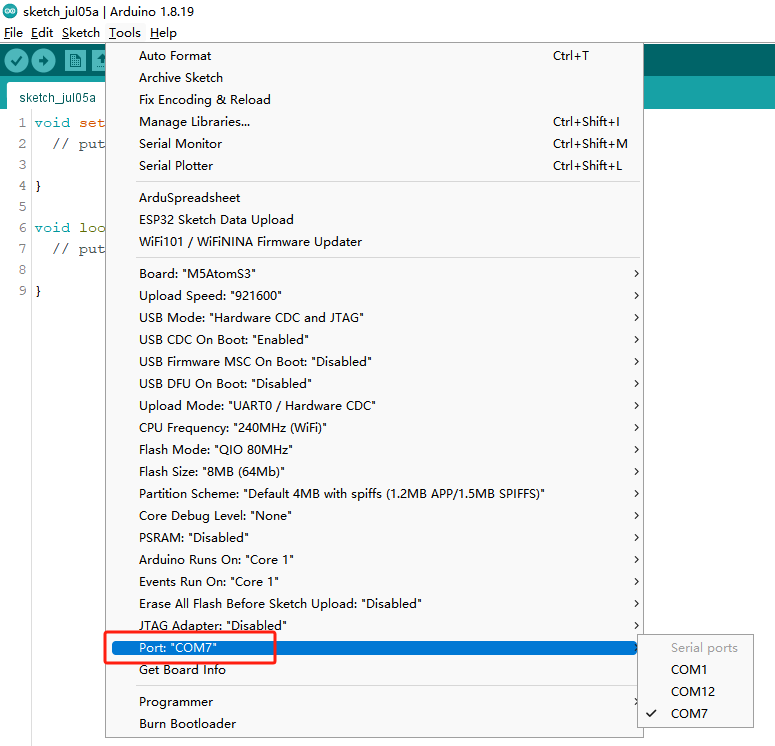 sketch_jul05a | Arduino 1.8.19
File Edit Sketch Tools Help
Auto Format Ctrl+T
Archive Sketch
sketch_jul05a Fix Encoding & Reload
1 void set Manage Libraries... Ctrl+Shift+I
2 // put Serial Monitor Ctrl+Shift+M
3 Serial Plotter Ctrl+Shift+L
4 }
ArduSpreadsheet
5
ESP32 Sketch Data Upload
6 void loo
7 // put WiFi101 / WiFiNINA Firmware Updater
8 Board: "M5AtomS3"
9 } Upload Speed: "921600"
USB Mode: "Hardware CDC and JTAG"
USB CDC On Boot: "Enabled"
USB Firmware MSC On Boot: "Disabled"
USB DFU On Boot: "Disabled"
Upload Mode: "UART0 / Hardware CDC"
CPU Frequency: "240MHz (WiFi)"
Flash Mode: "QIO 80MHz"
Flash Size: "8MB (64Mb)"
Partition Scheme: "Default 4MB with spiffs (1.2MB APP/1.5MB SPIFFS)"
Core Debug Level: "None"
PSRAM: "Disabled"
Arduino Runs On: "Core 1"
Events Run On: "Core 1"
Erase All Flash Before Sketch Upload: "Disabled"
JTAG Adapter: "Disabled"
Port: "COM7" Serial ports
Get Board Info COM1
COM12
Programmer
COM7
Burn Bootloader